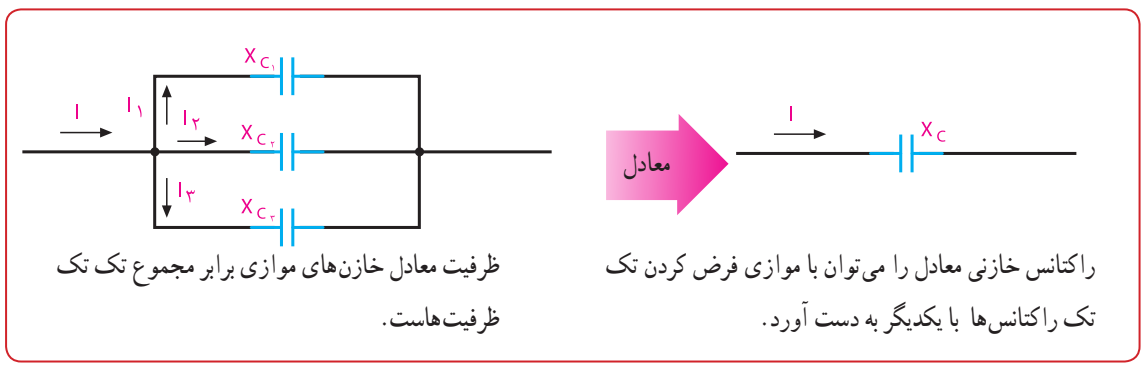 I
I۱
I۲
I۳
XC۱
XC۲
XC۳
معادل
I
XC
ظرفیت معادل خازن‌های موازی برابر مجموع تک تک
ظرفیت‌هاست.
راکتانس خازنی معادل را می‌توان با موازی فرض کردن تک
تک راکتانس‌ها با یکدیگر به دست آورد.